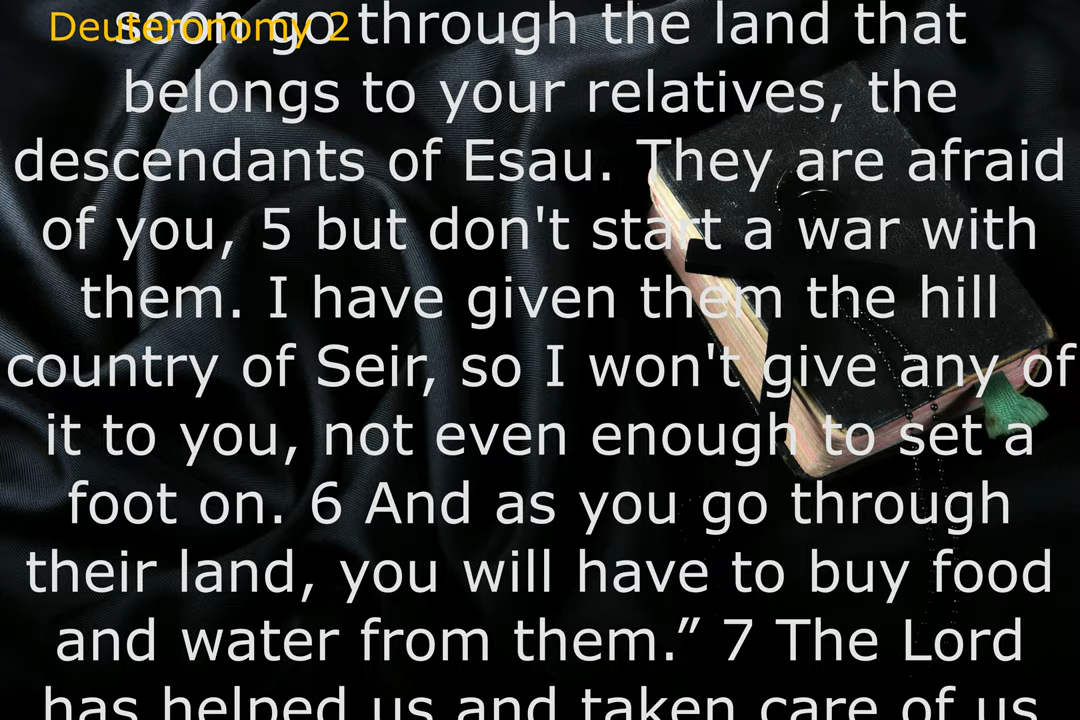 Deuteronomy 2
soon go through the land that
belongs to your relatives, the
descendants of Esau. They are afraid
of you, 5 but don't start a war with
them. I have given them the hill
country of Seir, so I won't give any of
it to you, not even enough to set a
foot on. 6 And as you go through
their land, you will have to buy food
and water from them.” 7 The Lord
has helped us and taken care of us